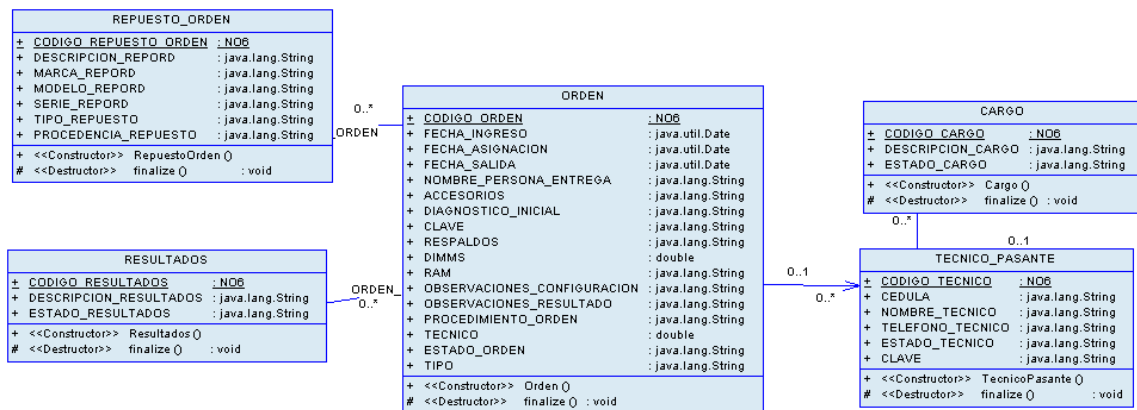 REPUESTO_ORDEN
+ CODIGO_REPUESTO_ORDEN : NO6
+ DESCRIPCION_REPORD : java.lang.String
+ MARCA_REPORD : java.lang.String
+ MODELO_REPORD : java.lang.String
+ SERIE_REPORD : java.lang.String
+ TIPO_REPUESTO : java.lang.String
+ PROCEDENCIA_REPUESTO : java.lang.String
+ <<Constructor>> RepuestoOrden ()
# <<Destructor>> finalize () : void
0..*
ORDEN
RESULTADOS
+ CODIGO_RESULTADOS : NO6
+ DESCRIPCION_RESULTADOS : java.lang.String
+ ESTADO_RESULTADOS : java.lang.String
+ <<Constructor>> Resultados ()
# <<Destructor>> finalize () : void
ORDEN
0..*
ORDEN
+ CODIGO_ORDEN : NO6
+ FECHA_INGRESO : java.util.Date
+ FECHA_ASIGNACION : java.util.Date
+ FECHA_SALIDA : java.util.Date
+ NOMBRE_PERSONA_ENTREGA : java.lang.String
+ ACCESORIOS : java.lang.String
+ DIAGNOSTICO_INICIAL : java.lang.String
+ CLAVE : java.lang.String
+ RESPALDOS : java.lang.String
+ DIMMS : double
+ RAM : java.lang.String
+ OBSERVACIONES_CONFIGURACION : java.lang.String
+ OBSERVACIONES_RESULTADO : java.lang.String
+ PROCEDIMIENTO_ORDEN : java.lang.String
+ TECNICO : double
+ ESTADO_ORDEN : java.lang.String
+ TIPO : java.lang.String
+ <<Constructor>> Orden ()
# <<Destructor>> finalize () : void
0..1
0..*
CARGO
+ CODIGO_CARGO : NO6
+ DESCRIPCION_CARGO : java.lang.String
+ ESTADO_CARGO : java.lang.String
+ <<Constructor>> Cargo ()
# <<Destructor>> finalize () : void
0..*
0..1
TECNICO_PASANTE
+ CODIGO_TECNICO : NO6
+ CEDULA : java.lang.String
+ NOMBRE_TECNICO : java.lang.String
+ TELEFONO_TECNICO : java.lang.String
+ ESTADO_TECNICO : java.lang.String
+ CLAVE : java.lang.String
+ <<Constructor>> TecnicoPasante ()
# <<Destructor>> finalize () : void